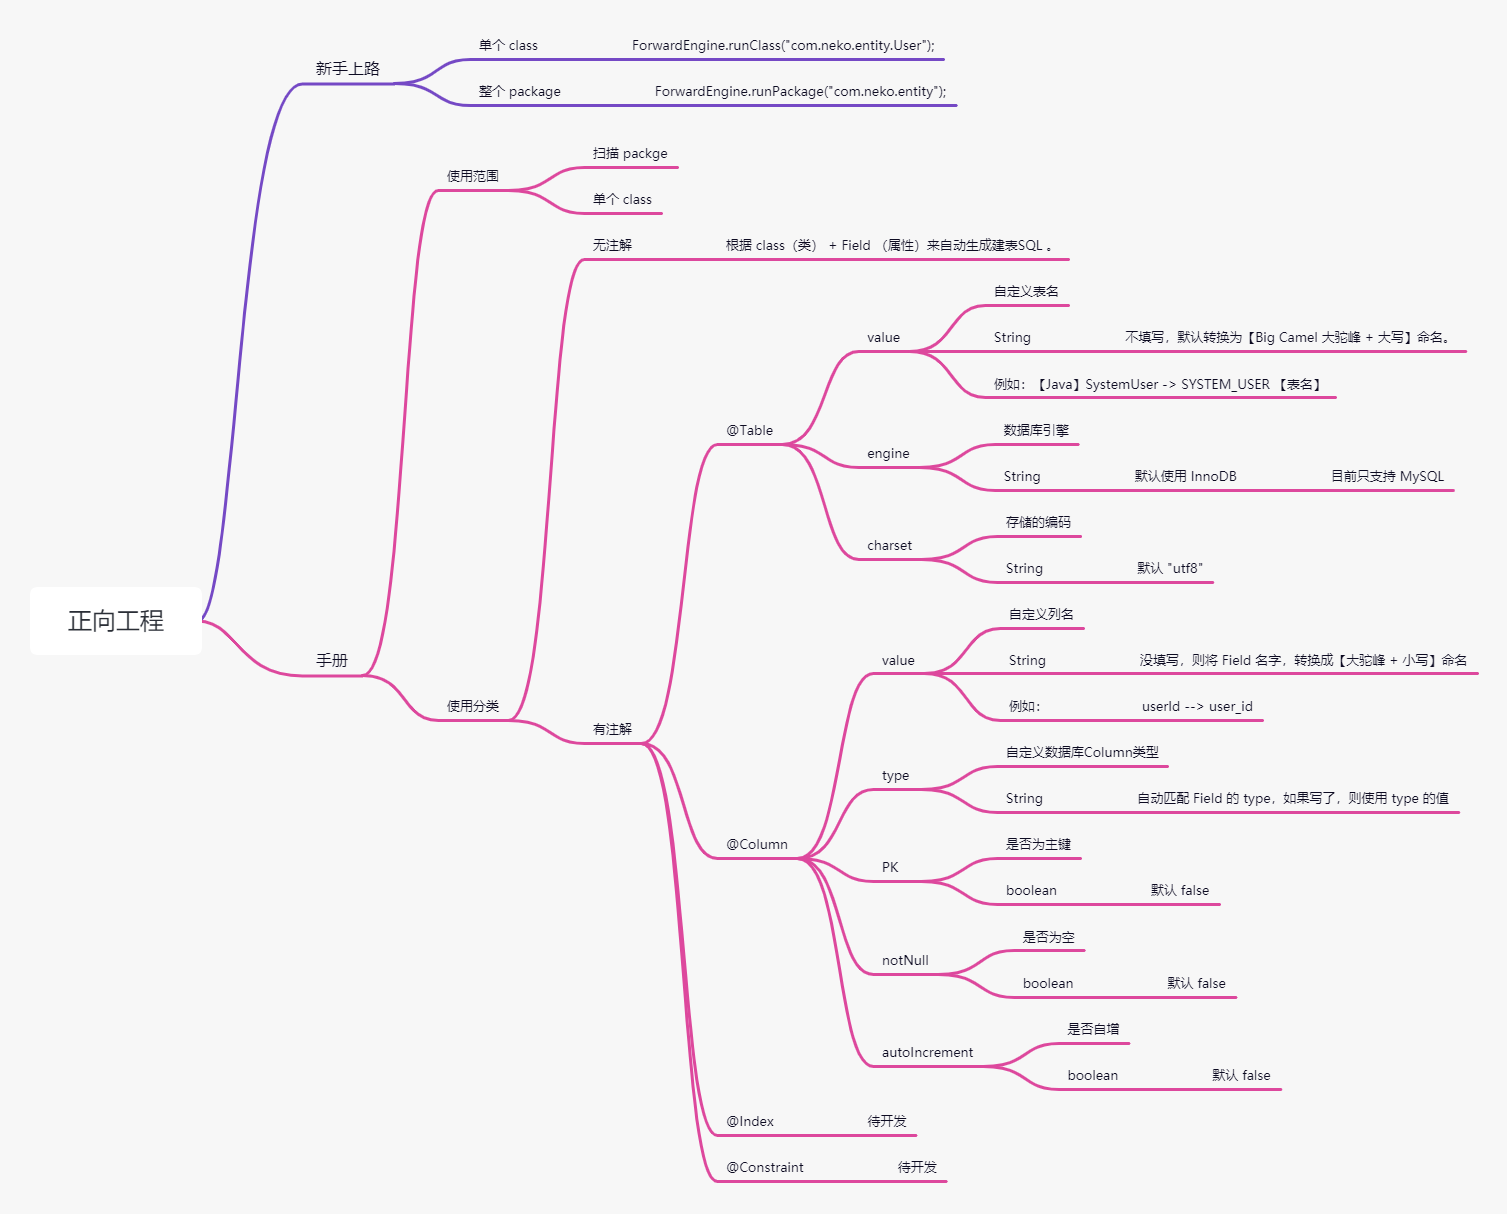 正向工程
新手上路
单个 class
ForwardEngine.runClass("com.neko.entity.User");
整个 package
ForwardEngine.runPackage("com.neko.entity");
手册
使用范围
扫描 packge
单个 class
使用分类
无注解
根据 class（类） + Field （属性）来自动生成建表SQL 。
有注解
@Table
value
自定义表名
String
不填写，默认转换为【Big Camel 大驼峰 + 大写】命名。
例如：【Java】SystemUser -> SYSTEM_USER 【表名】
engine
数据库引擎
String
默认使用 InnoDB
目前只支持 MySQL
charset
存储的编码
String
默认 "utf8"
@Column
value
自定义列名
String
没填写，则将 Field 名字，转换成【大驼峰 + 小写】命名
例如：
userId --> user_id
type
自定义数据库Column类型
String
自动匹配 Field 的 type，如果写了，则使用 type 的值
PK
是否为主键
boolean
默认 false
notNull
是否为空
boolean
默认 false
autoIncrement
是否自增
boolean
默认 false
@Index
待开发
@Constraint
待开发